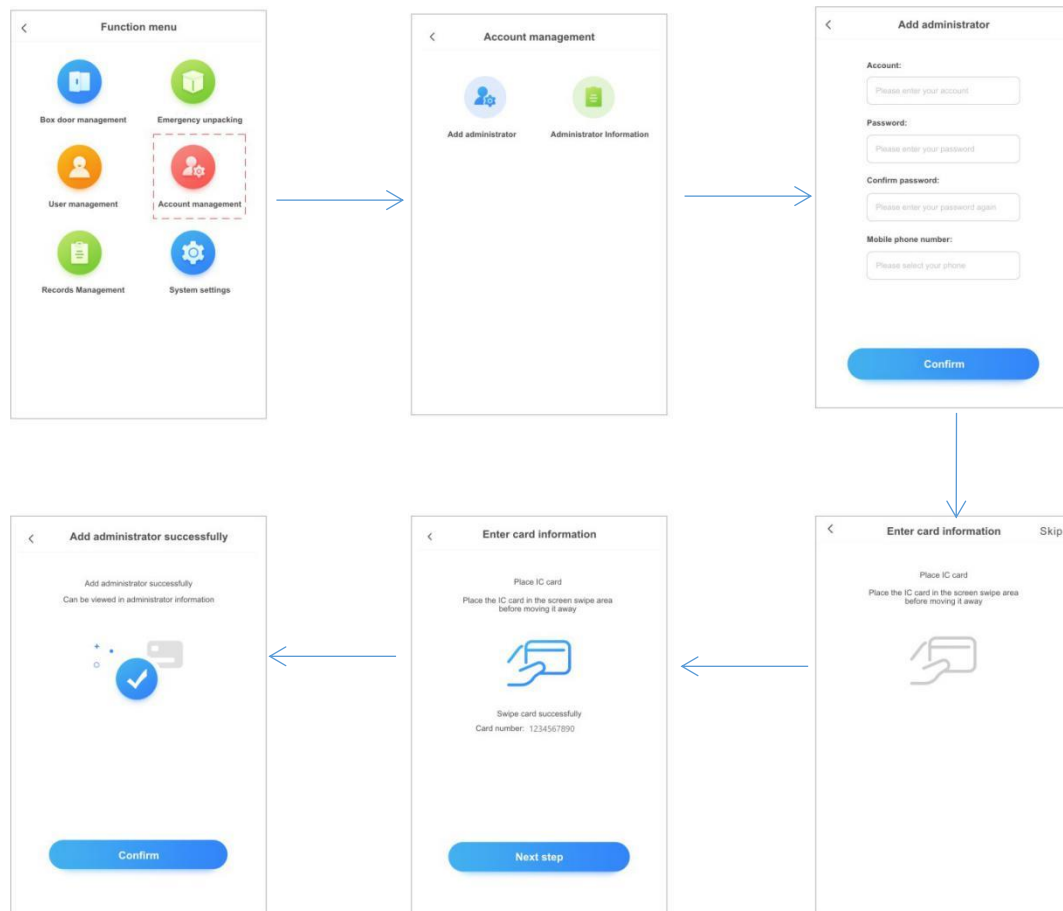 Function menu
Box door management
Emergency unpacking
User management
Account management
Records Management
System settings
Account management
Add administrator
Administrator Information
Add administrator
Account:
Please enter your account
Password:
Please enter your password
Confirm password:
Please enter your password again
Mobile phone number:
Please select your phone
Confirm
Enter card information
Skip
Place IC card
Place the IC card in the screen swipe area
before moving it away
Enter card information
Place IC card
Place the IC card in the screen swipe area
before moving it away
Swipe card successfully
Card number: 1234567890
Next step
Add administrator successfully
Add administrator successfully
Can be viewed in administrator information
Confirm